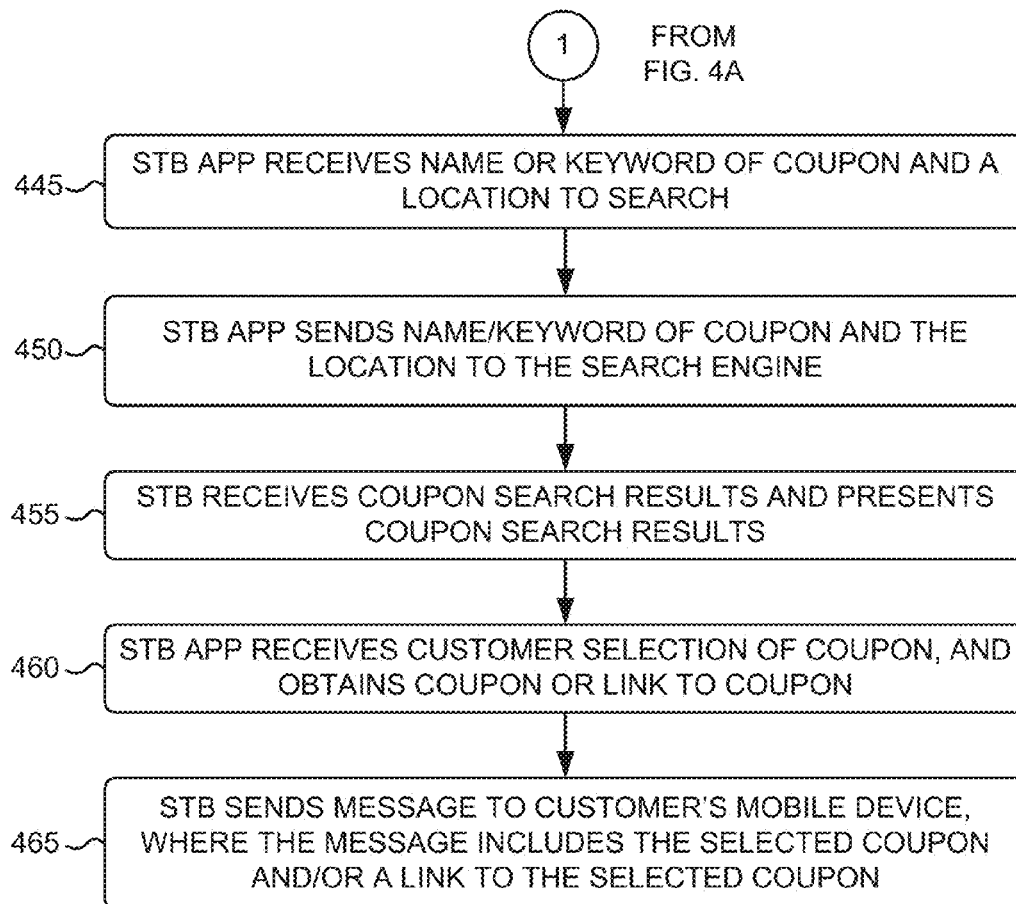 1
FROM
FIG. 4A
445
STB APP RECEIVES NAME OR KEYWORD OF COUPON AND A
LOCATION TO SEARCH
450
STB APP SENDS NAME/KEYWORD OF COUPON AND THE
LOCATION TO THE SEARCH ENGINE
455
STB RECEIVES COUPON SEARCH RESULTS AND PRESENTS
COUPON SEARCH RESULTS
460
STB APP RECEIVES CUSTOMER SELECTION OF COUPON, AND
OBTAINS COUPON OR LINK TO COUPON
465
STB SENDS MESSAGE TO CUSTOMER'S MOBILE DEVICE,
WHERE THE MESSAGE INCLUDES THE SELECTED COUPON
AND/OR A LINK TO THE SELECTED COUPON